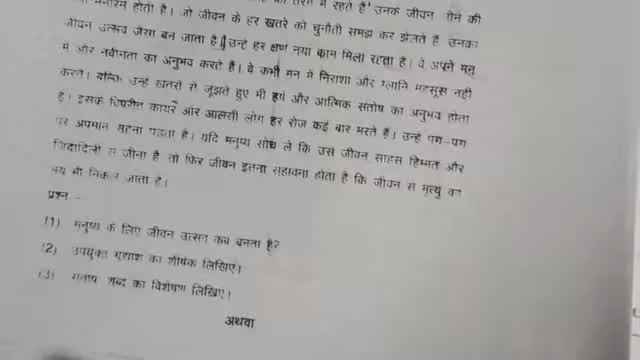 होती है। जो जीवन के हर खतरे को चुनौती समझ कर झेलते हैं उनका
जीवन उत्सव जैसा बन जाता है। उन्हें हर क्षण नया काम मिला रहता है। वे अपने मन
में और नवीनता का अनुभव करते हैं। वे कभी मन में निराशा और ग्लानि महसूस नहीं
करते। बल्कि उन्हें खतरों से जूझते हुए भी हर्ष और आत्मिक संतोष का अनुभव होता
है। इसके विपरीत कायर और आलसी लोग हर रोज कई बार मरते हैं। उन्हें पग-पग
पर अपमान सहना पड़ता है। यदि मनुष्य सोच ले कि उसे जीवन साहस हिम्मत और
जिंदादिली से जीना है तो फिर जीवन इतना सुहावना होता है कि जीवन से मृत्यु का
भय भी निकल जाता है।
प्रश्न -
(1) मनुष्य के लिए जीवन उत्सव कब बनता है?
(2) उपयुक्त गद्यांश का शीर्षक लिखिए।
(3) शब्द का विशेषण लिखिए।
अथवा